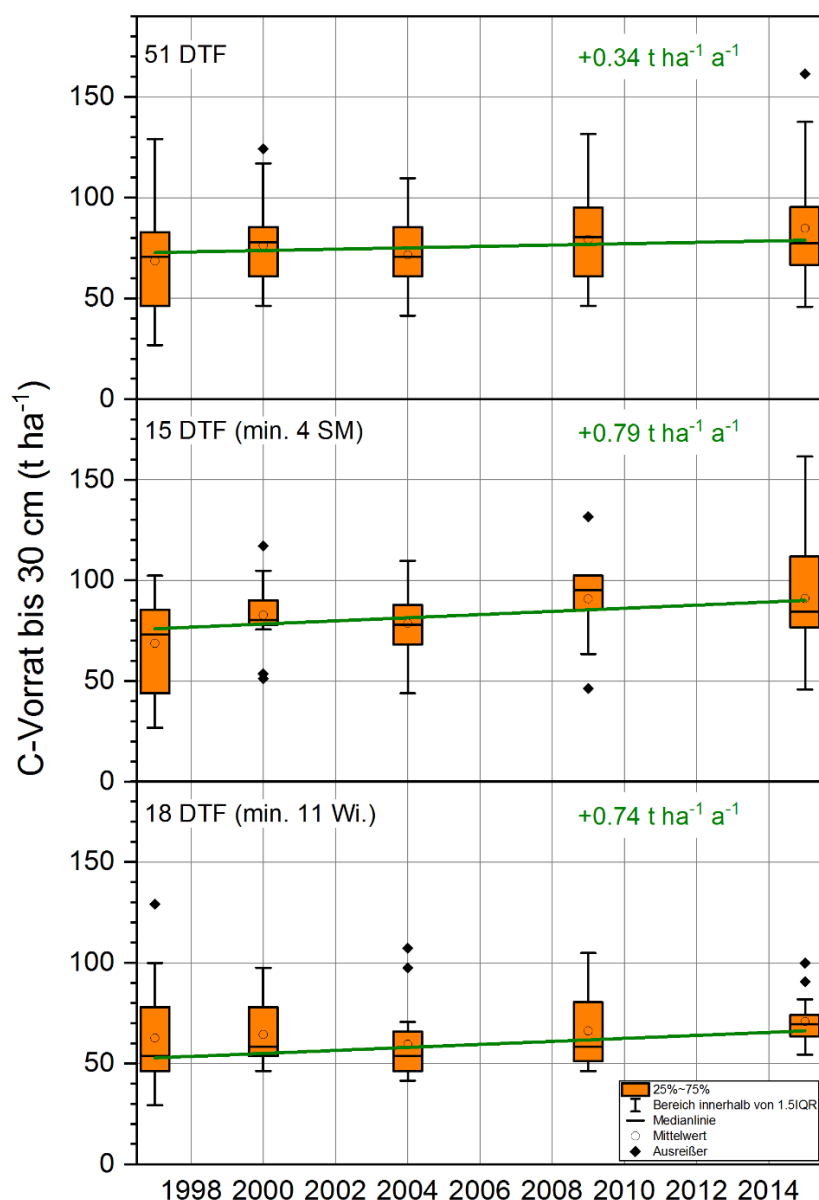 51 DTF
+0.34 t ha⁻¹ a⁻¹
150
100
50
0
C-Vorrat bis 30 cm (t ha⁻¹)
15 DTF (min. 4 SM)
+0.79 t ha⁻¹ a⁻¹
150
100
50
0
18 DTF (min. 11 Wi.)
+0.74 t ha⁻¹ a⁻¹
150
100
50
0
25%~75%
Bereich innerhalb von 1.5IQR
Medianlinie
Mittelwert
Ausreißer
1998 2000 2002 2004 2006 2008 2010 2012 2014